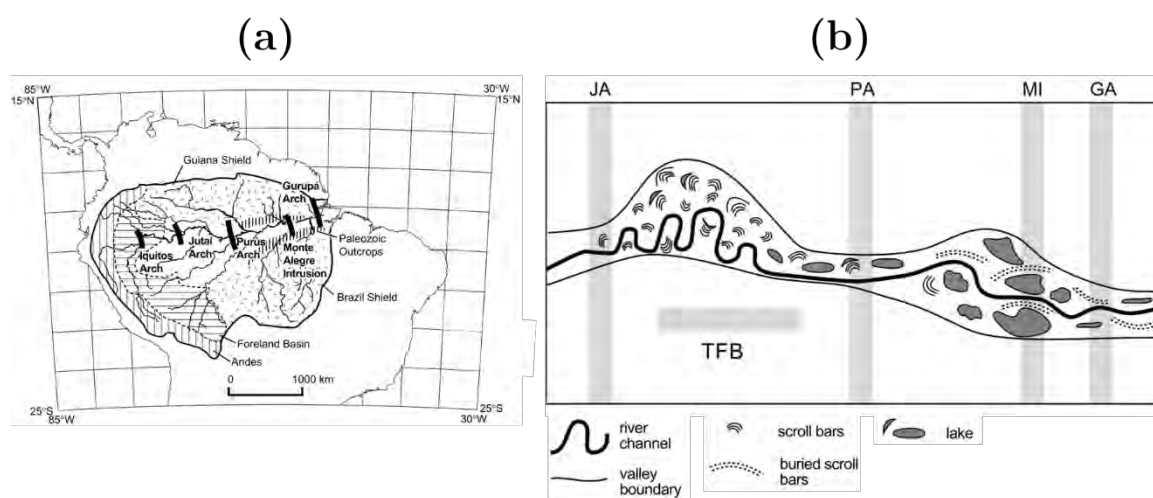 (a)
85°W
15°N
30°W
15°N
Guiana Shield
Gurupa
Arch
Iquitos
Arch
Jutai
Arch
Purus
Arch
Monte
Alegre
Intrusion
Paleozoic
Outcrops
Brazil Shield
Foreland Basin
Andes
0 1000 km
25°S
85°W
25°S
30°W
(b)
JA PA MI GA
TFB
river
channel
valley
boundary
scroll bars
buried scroll
bars
lake